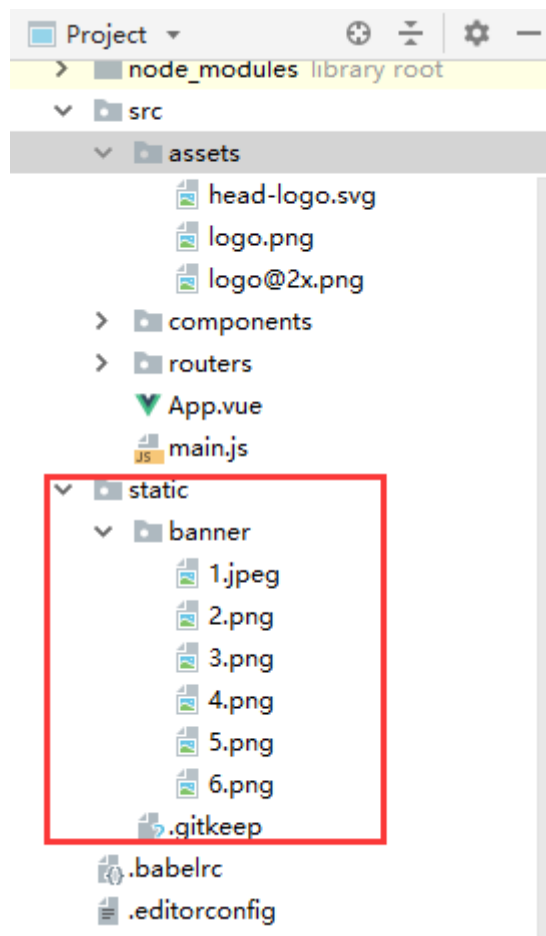 Project
node_modules library root
src
assets
head-logo.svg
logo.png
logo@2x.png
components
routers
App.vue
JS main.js
static
banner
1.jpeg
2.png
3.png
4.png
5.png
6.png
.gitkeep
.babelrc
.editorconfig